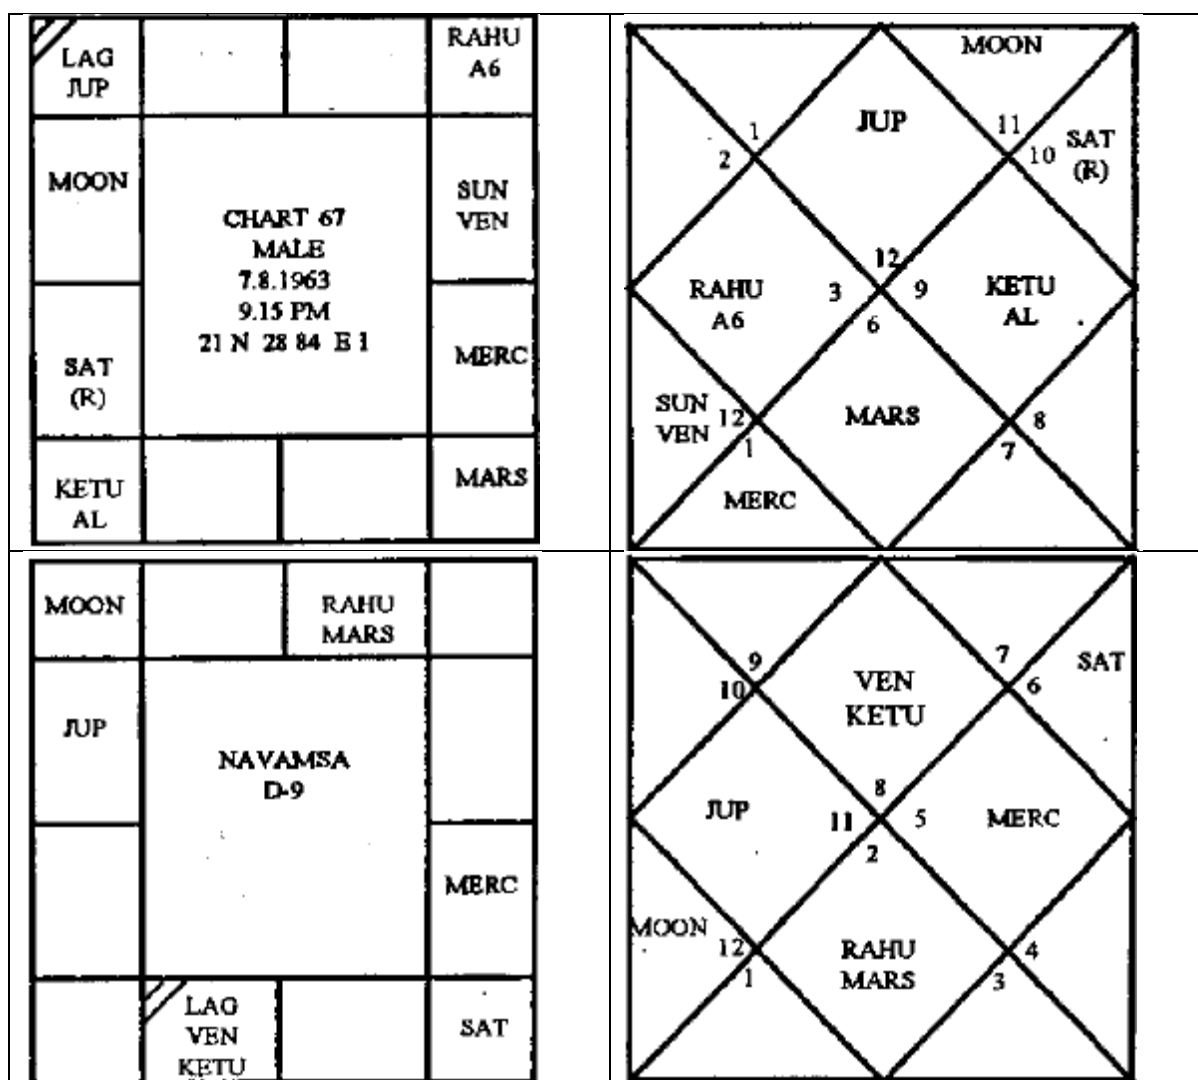 LAG
JUP
RAHU
A6
MOON
SUN
VEN
CHART 67
MALE
7.8.1963
9.15 PM
21 N 28 84 E 1
SAT
(R)
MERC
KETU
AL
MARS
MOON
JUP
1
2
11
10
SAT
(R)
12
RAHU
A6
3
9
KETU
AL
6
SUN
VEN
12
1
MARS
8
7
MERC
MOON
RAHU
MARS
JUP
NAVAMSA
D-9
MERC
LAG
VEN
KETU
SAT
9
10
VEN
KETU
7
6
SAT
8
JUP
11
5
MERC
2
MOON
12
1
RAHU
MARS
4
3